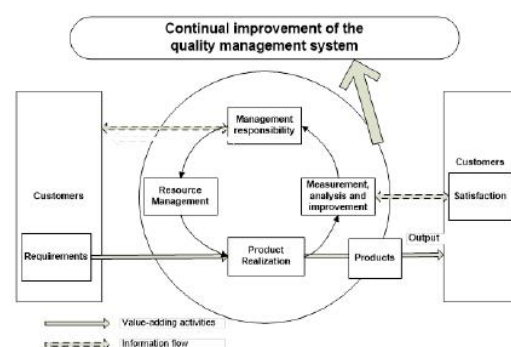 Continual improvement of the
quality management system
Management
responsibility
Customers
Customers
Resource
Management
Measurement,
analysis and
improvement
Satisfaction
Requirements
Product
Realization
Products
Output
Value-adding activities
Information flow